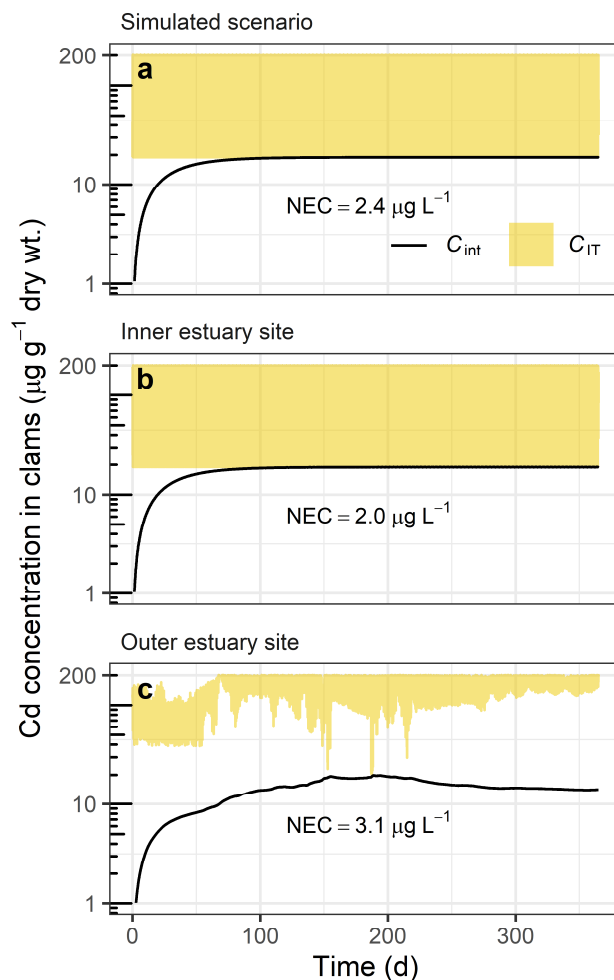 Simulated scenario
200
a
10
NEC = 2.4 μg L⁻¹
C_int C_IT
1
Inner estuary site
200
b
10
NEC = 2.0 μg L⁻¹
1
Outer estuary site
200
c
10
NEC = 3.1 μg L⁻¹
1
0 100 200 300
Time (d)
Cd concentration in clams (μg g⁻¹ dry wt.)